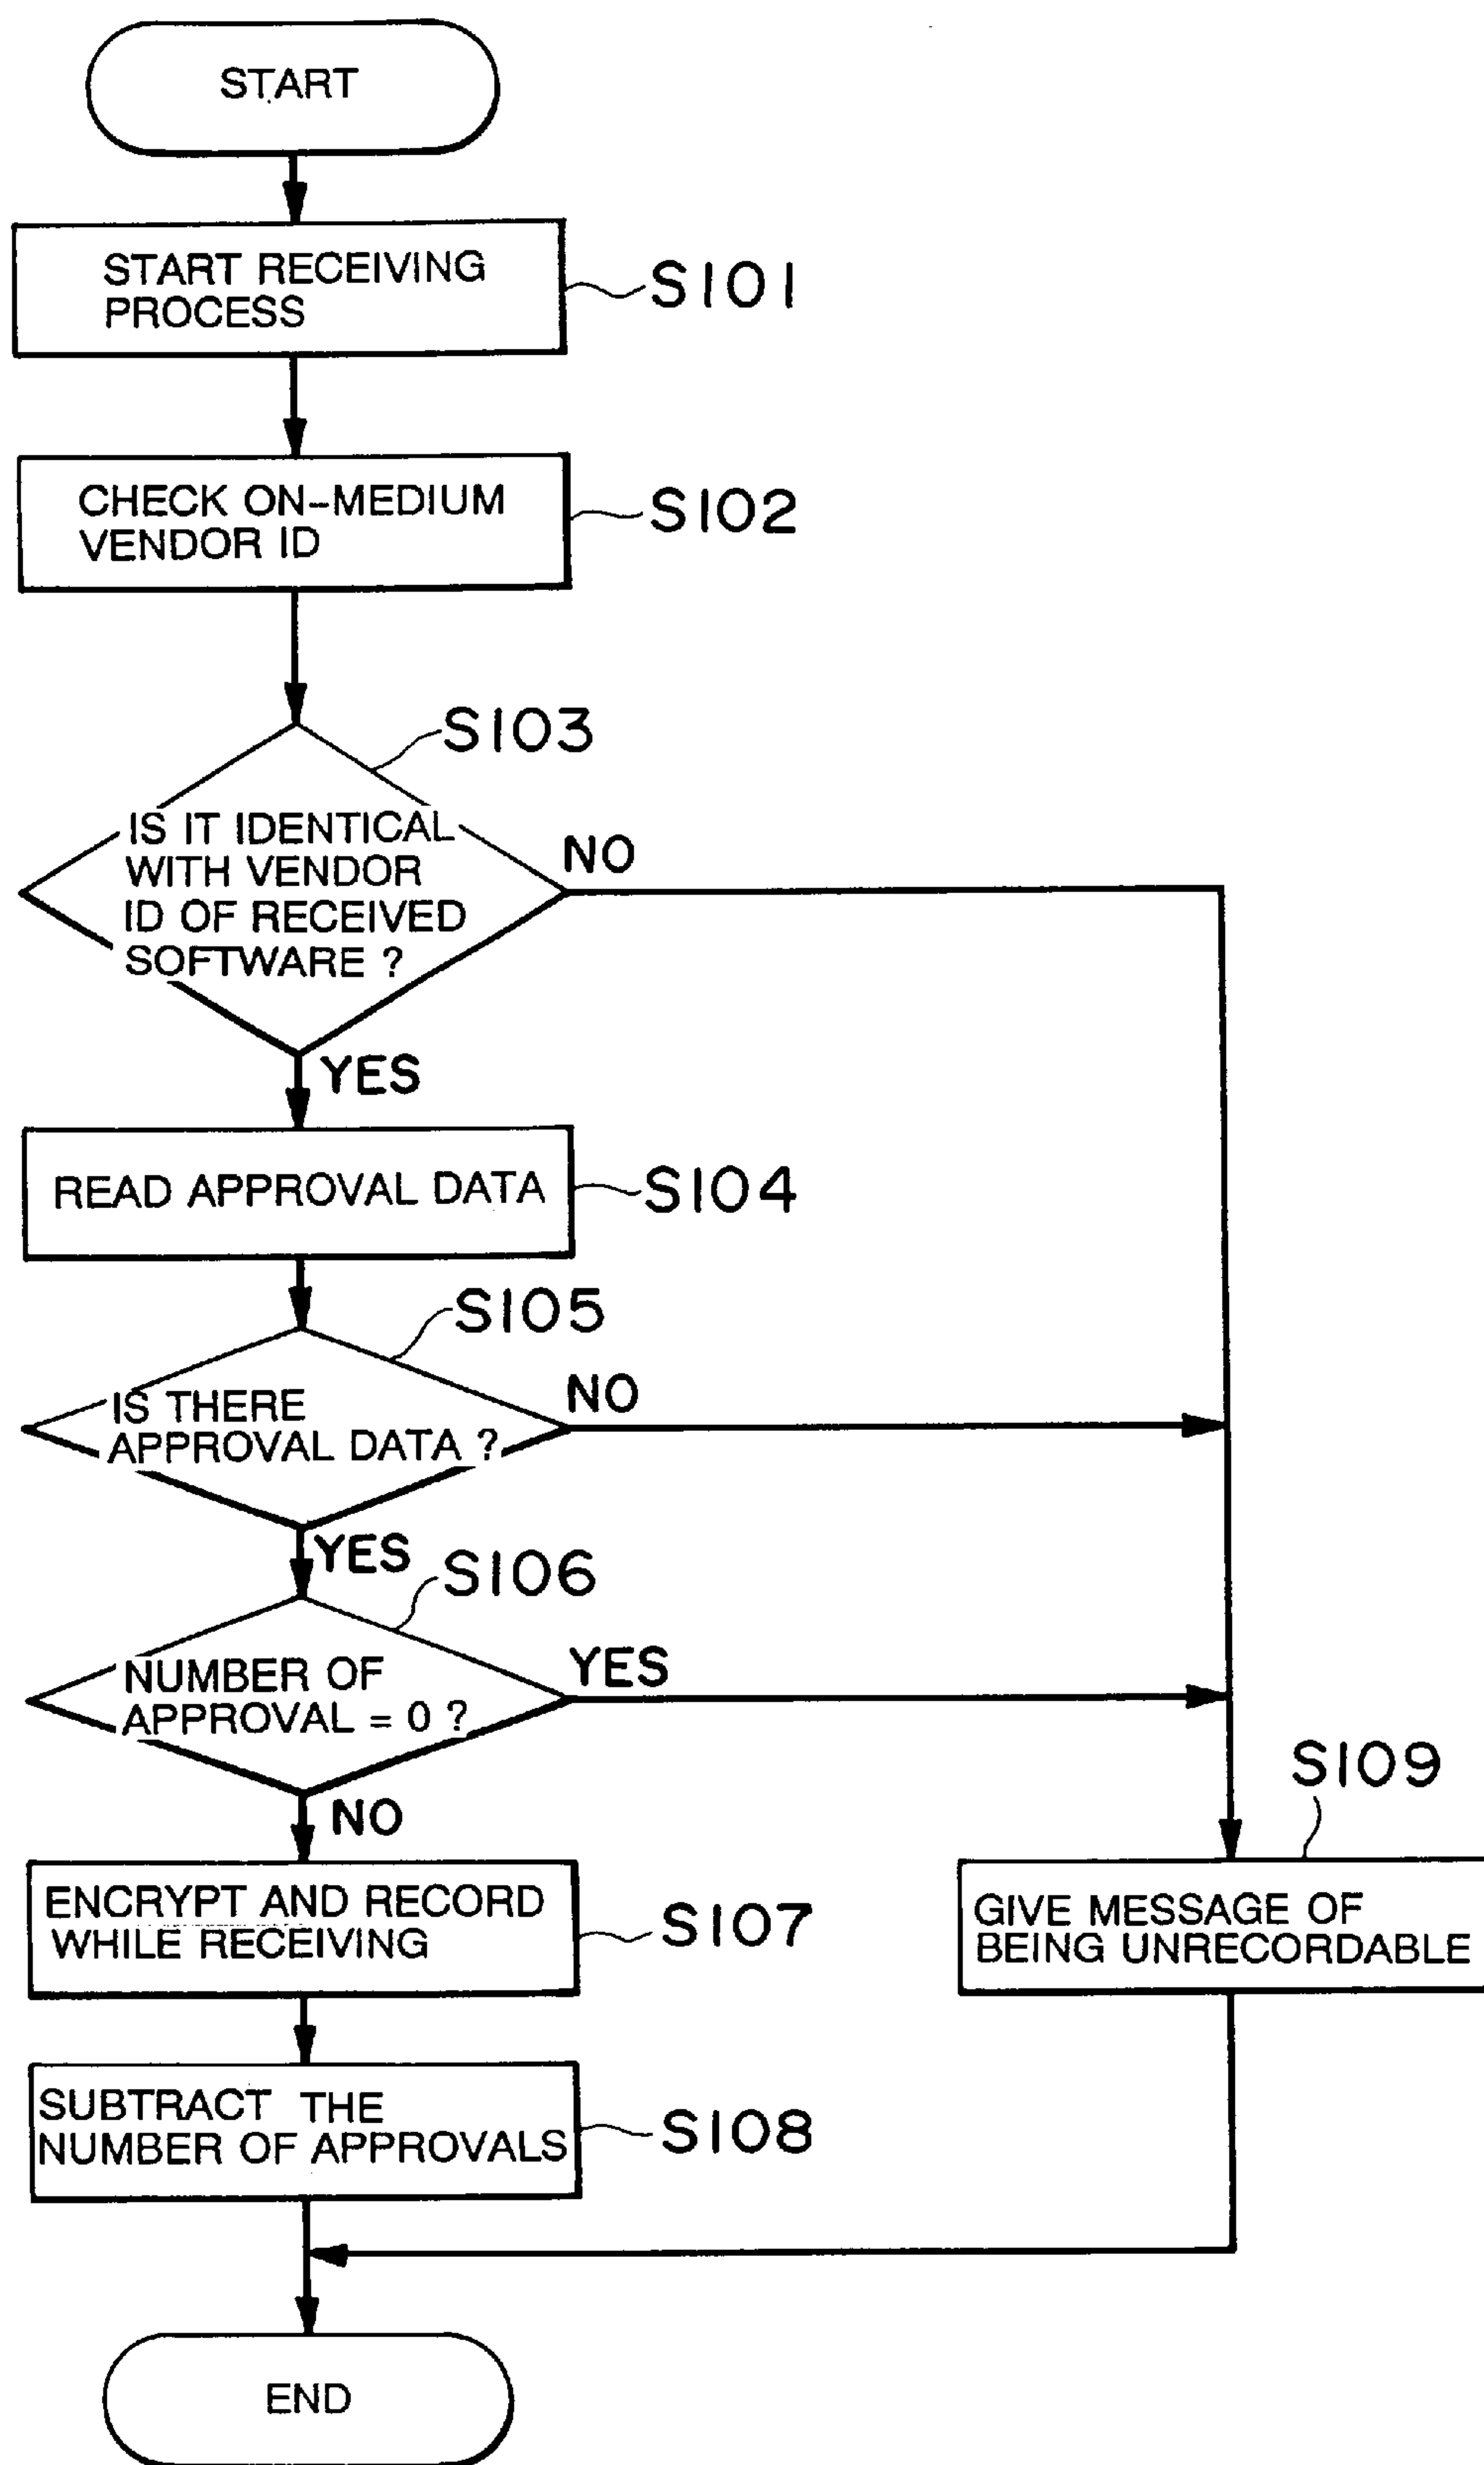 START
START RECEIVING
PROCESS
S101
CHECK ON-MEDIUM
VENDOR ID
S102
S103
IS IT IDENTICAL
WITH VENDOR
ID OF RECEIVED
SOFTWARE ?
NO
YES
READ APPROVAL DATA
S104
S105
IS THERE
APPROVAL DATA ?
NO
YES
S106
NUMBER OF
APPROVAL = 0 ?
YES
NO
ENCRYPT AND RECORD
WHILE RECEIVING
S107
S109
GIVE MESSAGE OF
BEING UNRECORDABLE
SUBTRACT THE
NUMBER OF APPROVALS
S108
END